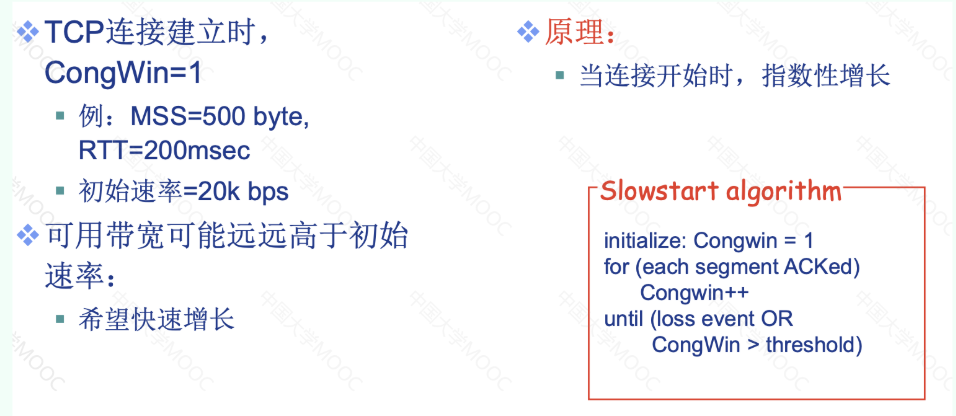 TCP连接建立时，
CongWin=1
例：MSS=500 byte,
RTT=200msec
初始速率=20k bps
可用带宽可能远远高于初始
速率：
希望快速增长
原理：
当连接开始时，指数性增长
Slowstart algorithm
initialize: Congwin = 1
for (each segment ACKed)
Congwin++
until (loss event OR
CongWin > threshold)
中国大学MOOC